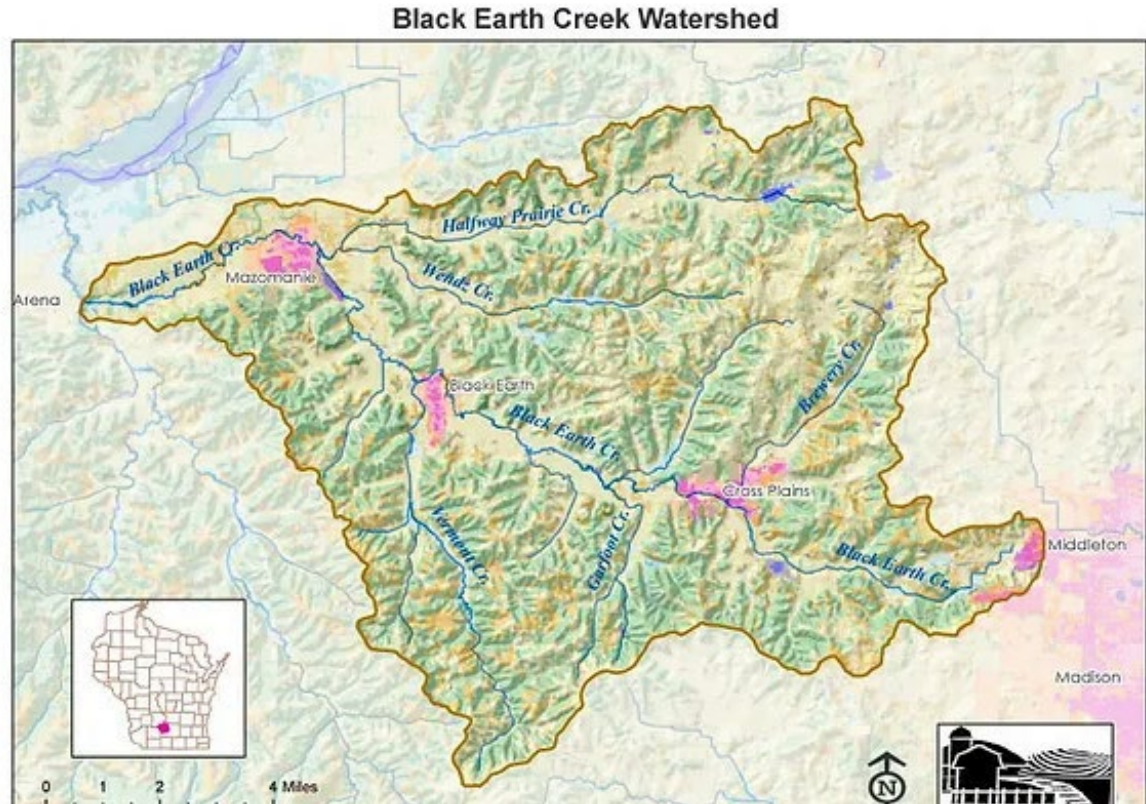 Black Earth Creek Watershed
Halfway Prairie Cr.
Black Earth Cr.
Mazomanie
Wendt Cr.
Arena
Brewery Cr.
Black Earth
Black Earth Cr.
Cross Plains
Garfoot Cr.
Vermont Cr.
Black Earth Cr.
Middleton
Madison
0 1 2 4 Miles
N